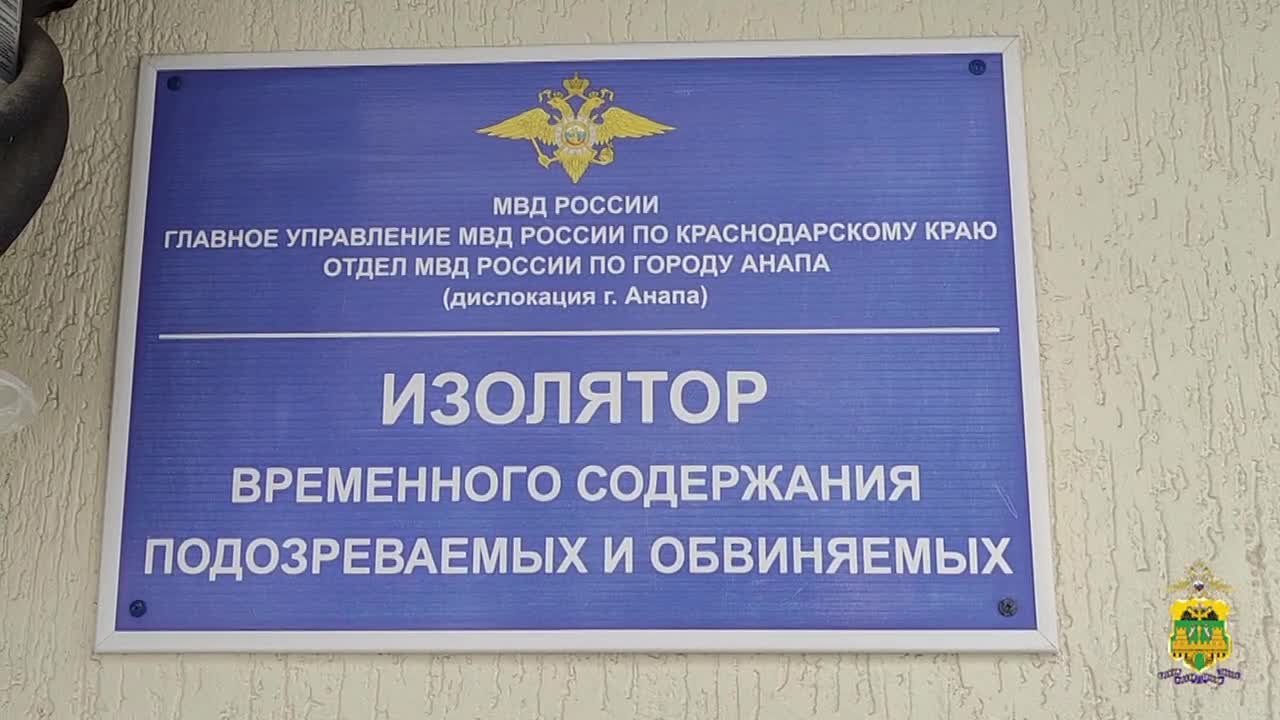 МВД РОССИИ
ГЛАВНОЕ УПРАВЛЕНИЕ МВД РОССИИ ПО КРАСНОДАРСКОМУ КРАЮ
ОТДЕЛ МВД РОССИИ ПО ГОРОДУ АНАПА
(дислокация г. Анапа)
ИЗОЛЯТОР
ВРЕМЕННОГО СОДЕРЖАНИЯ
ПОДОЗРЕВАЕМЫХ И ОБВИНЯЕМЫХ